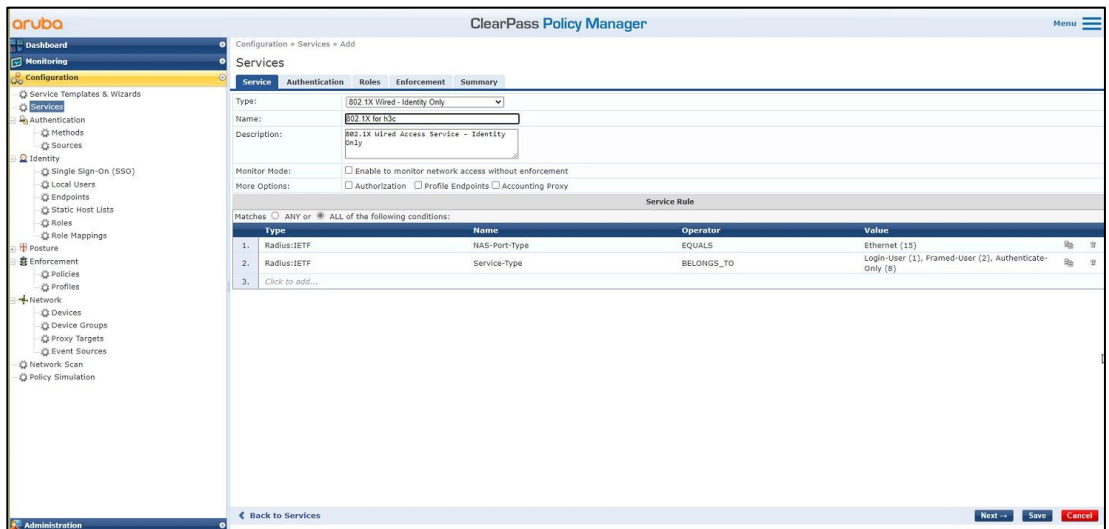 aruba
ClearPass Policy Manager
Menu
Dashboard
Monitoring
Configuration
Service Templates & Wizards
Services
Authentication
Methods
Sources
Identity
Single Sign-On (SSO)
Local Users
Endpoints
Static Host Lists
Roles
Role Mappings
Posture
Enforcement
Policies
Profiles
Network
Devices
Device Groups
Proxy Targets
Event Sources
Network Scan
Policy Simulation
Administration
Configuration » Services » Add
Services
Service Authentication Roles Enforcement Summary
Type: 802.1X Wired - Identity Only
Name: 802.1X for h3c
Description: 802.1X Wired Access Service - Identity
Only
Monitor Mode: Enable to monitor network access without enforcement
More Options: Authorization Profile Endpoints Accounting Proxy
Service Rule
Matches ANY or ALL of the following conditions:
Type Name Operator Value
1. Radius:IETF NAS-Port-Type EQUALS Ethernet (15)
2. Radius:IETF Service-Type BELONGS_TO Login-User (1), Framed-User (2), Authenticate-
Only (8)
3. Click to add...
Back to Services
Next → Save Cancel